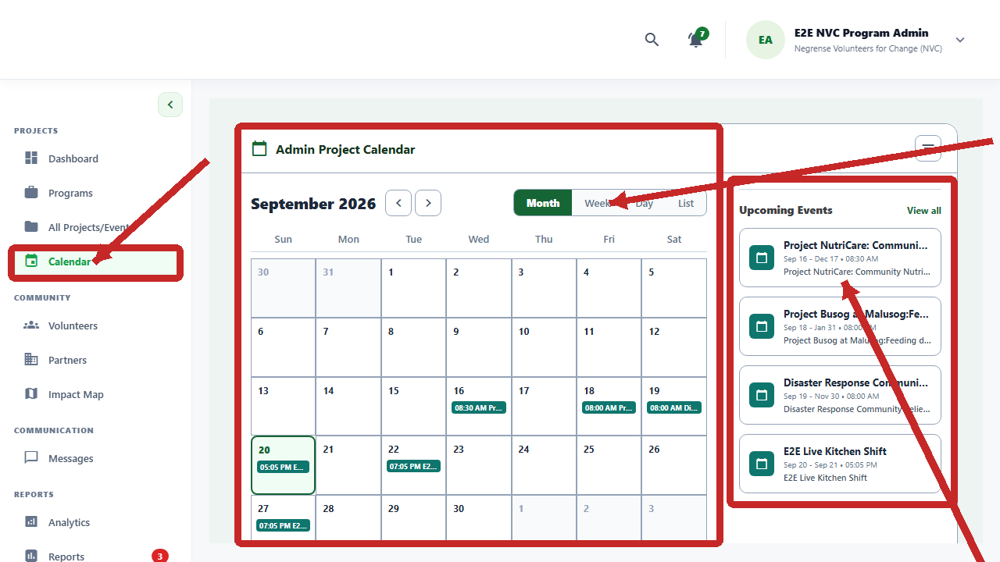 7
EA
E2E NVC Program Admin
Negrense Volunteers for Change (NVC)
PROJECTS
Dashboard
Programs
All Projects/Event
Calendar
COMMUNITY
Volunteers
Partners
Impact Map
COMMUNICATION
Messages
REPORTS
Analytics
Reports
3
Admin Project Calendar
September 2026
Month
Week
Day
List
Sun Mon Tue Wed Thu Fri Sat
30 31 1 2 3 4 5
6 7 8 9 10 11 12
13 14 15 16 17 18 19
08:30 AM Pr... 08:00 AM Pr... 08:00 AM Di...
20 21 22 23 24 25 26
05:05 PM E... 07:05 PM E2...
27 28 29 30 1 2 3
07:05 PM E2...
Upcoming Events
View all
Project NutriCare: Communi...
Sep 16 - Dec 17 • 08:30 AM
Project NutriCare: Community Nutri...
Project Busog at Malusog:Fe...
Sep 18 - Jan 31 • 08:00 AM
Project Busog at Malusog:Feeding d...
Disaster Response Communi...
Sep 19 - Nov 30 • 08:00 AM
Disaster Response Community Relie...
E2E Live Kitchen Shift
Sep 20 - Sep 21 • 05:05 PM
E2E Live Kitchen Shift